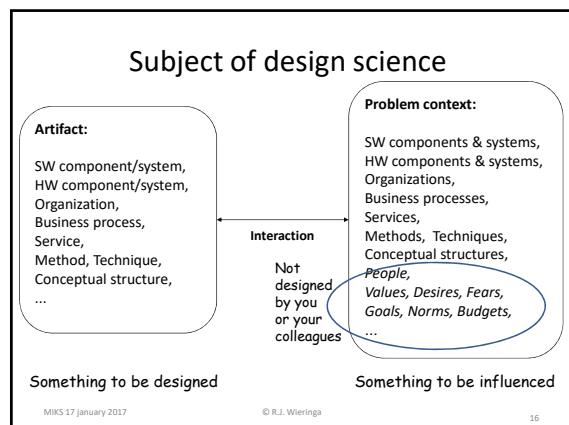 Subject of design science
Artifact:
SW component/system,
HW component/system,
Organization,
Business process,
Service,
Method, Technique,
Conceptual structure,
...
Interaction
Not
designed
by you
or your
colleagues
Problem context:
SW components & systems,
HW components & systems,
Organizations,
Business processes,
Services,
Methods, Techniques,
Conceptual structures,
People,
Values, Desires, Fears,
Goals, Norms, Budgets,
...
Something to be designed
Something to be influenced
MIKS 17 january 2017
© R.J. Wieringa
16